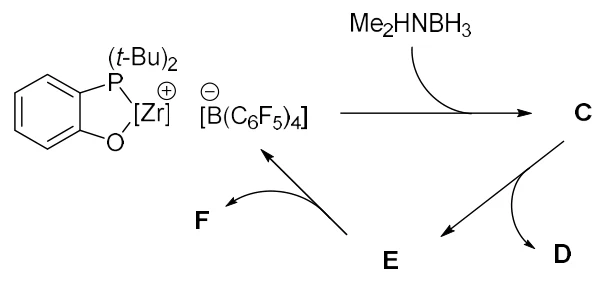 Me₂HNBH₃
(t-Bu)₂
P
⊕ ⊖
[Zr] [B(C₆F₅)₄]
O
C
F
D
E